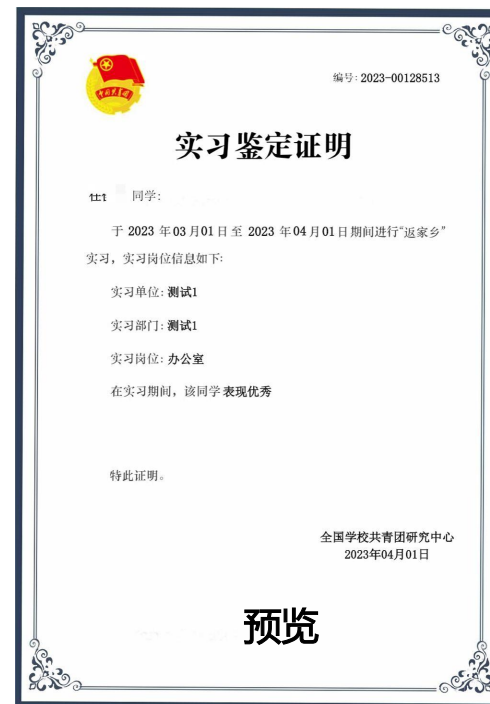 编号: 2023-00128513
中国共青团
实习鉴定证明
同学:
于 2023 年 03 月 01 日 至 2023 年 04 月 01 日 期间进行“返家乡”
实习，实习岗位信息如下:
实习单位: 测试1
实习部门: 测试1
实习岗位: 办公室
在实习期间，该同学 表现优秀
特此证明。
全国学校共青团研究中心
2023年04月01日
预览